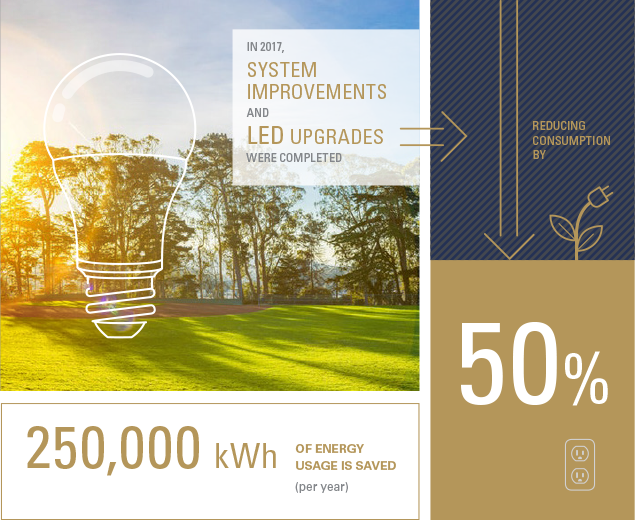 IN 2017,
SYSTEM
IMPROVEMENTS
AND
LED UPGRADES
WERE COMPLETED
REDUCING
CONSUMPTION
BY
50%
250,000 kWh
OF ENERGY
USAGE IS SAVED
(per year)